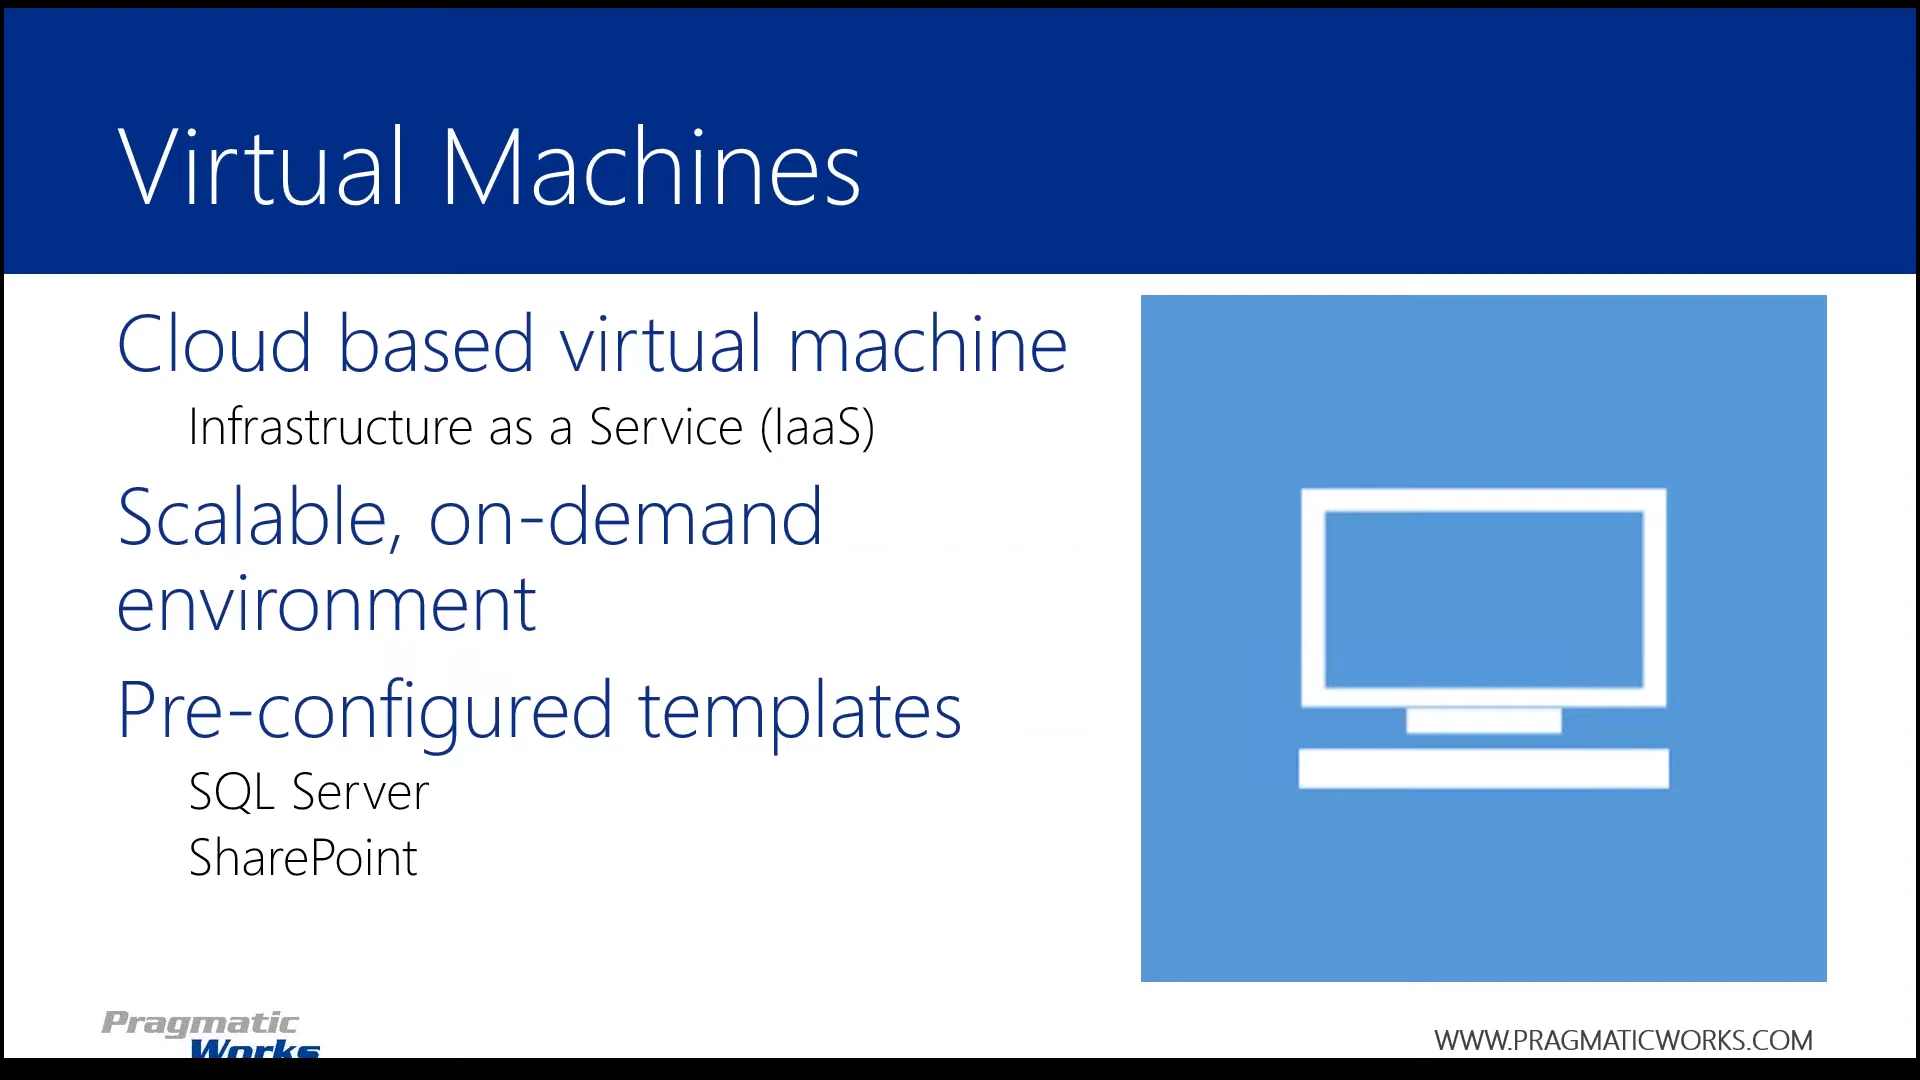 Virtual Machines
Cloud based virtual machine
Infrastructure as a Service (IaaS)
Scalable, on-demand
environment
Pre-configured templates
SQL Server
SharePoint
Pragmatic
Works
WWW.PRAGMATICWORKS.COM